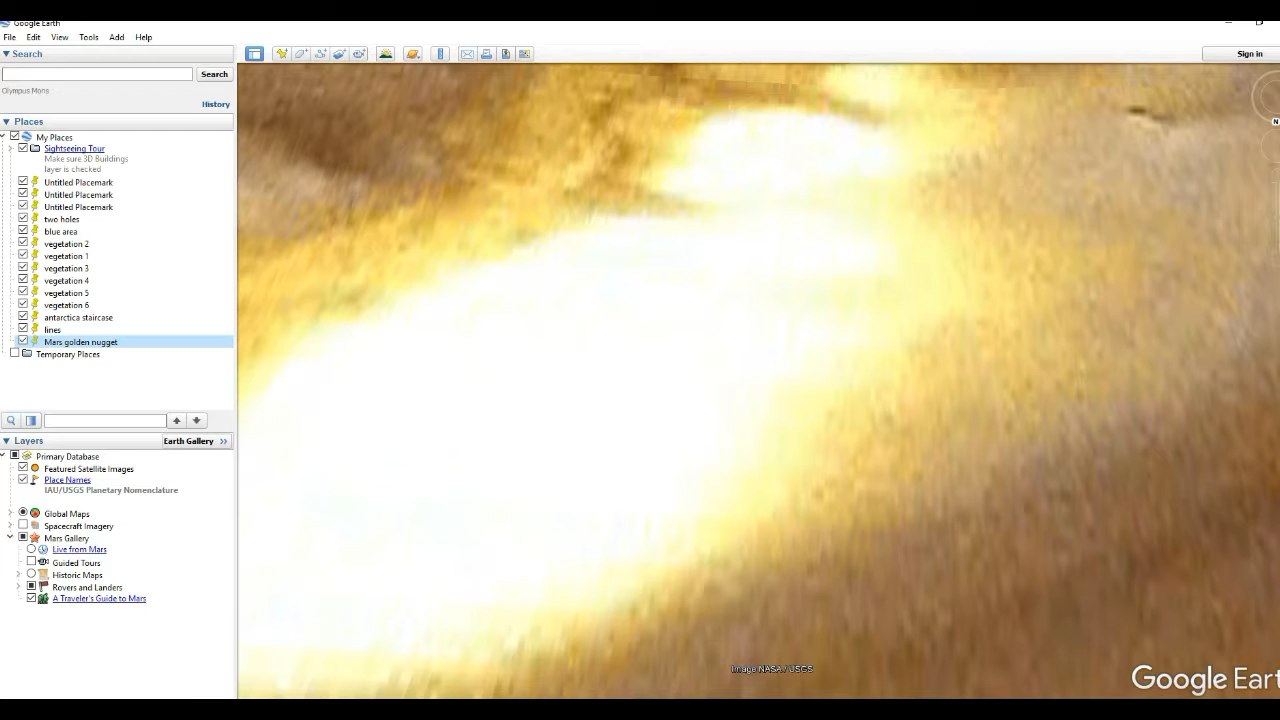 Google Earth
File Edit View Tools Add Help
Search
Sign in
Search
Olympus Mons
History
Places
My Places
Sightseeing Tour
Make sure 3D Buildings
layer is checked
Untitled Placemark
Untitled Placemark
Untitled Placemark
two holes
blue area
vegetation 2
vegetation 1
vegetation 3
vegetation 4
vegetation 5
vegetation 6
antarctica staircase
lines
Mars golden nugget
Temporary Places
Layers
Earth Gallery >>
Primary Database
Featured Satellite Images
Place Names
IAU/USGS Planetary Nomenclature
Global Maps
Spacecraft Imagery
Mars Gallery
Live from Mars
Guided Tours
Historic Maps
Rovers and Landers
A Traveler's Guide to Mars
N
Image NASA / USGS
Google Eart